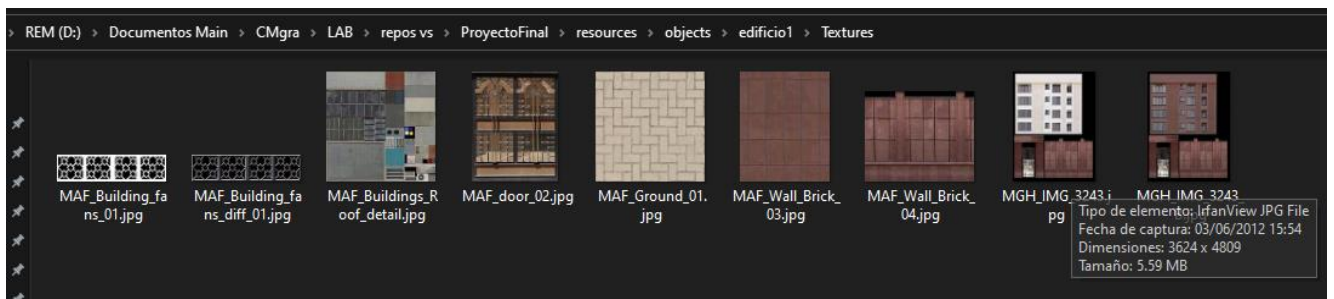 › REM (D:) › Documentos Main › CMgra › LAB › repos vs › ProyectoFinal › resources › objects › edificio1 › Textures
MAF_Building_fa
ns_01.jpg
MAF_Building_fa
ns_diff_01.jpg
MAF_Buildings_R
oof_detail.jpg
MAF_door_02.jpg
MAF_Ground_01.
jpg
MAF_Wall_Brick_
03.jpg
MAF_Wall_Brick_
04.jpg
MGH_IMG_3243.j
pg
MGH_IMG_3243
Tipo de elemento: IrfanView JPG File
Fecha de captura: 03/06/2012 15:54
Dimensiones: 3624 x 4809
Tamaño: 5.59 MB